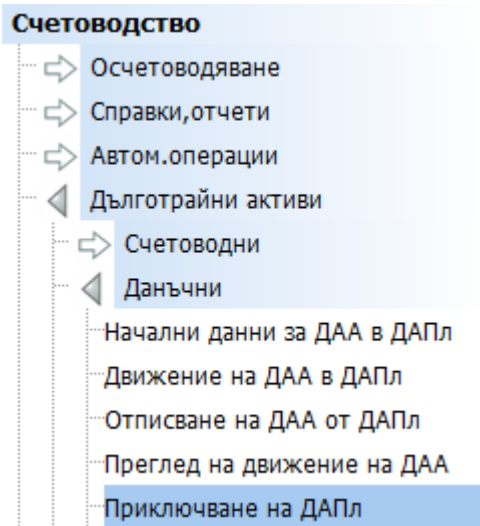 Счетоводство
Осчетоводяване
Справки,отчети
Автом.операции
Дълготрайни активи
Счетоводни
Данъчни
Начални данни за ДАА в ДАПл
Движение на ДАА в ДАПл
Отписване на ДАА от ДАПл
Преглед на движение на ДАА
Приключване на ДАПл